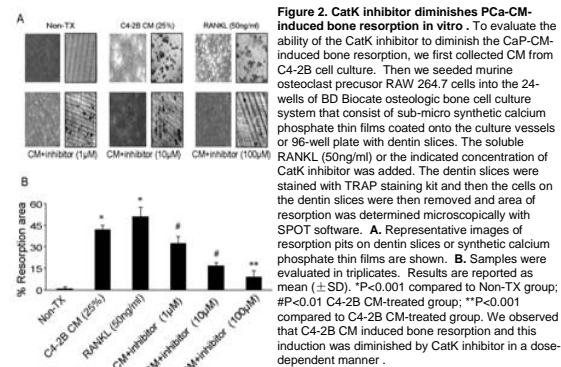 A
Non-TX
C4-2B CM (25%)
RANKL (50ng/ml)
CM+inhibitor (1μM)
CM+inhibitor (10μM)
CM+inhibitor (100μM)
B
% Resorption area
60
45
30
15
0
*
*
#
#
**
Non-TX
C4-2B CM (25%)
RANKL (50ng/ml)
CM+inhibitor (1μM)
CM+inhibitor (10μM)
CM+inhibitor (100μM)
Figure 2. CatK inhibitor diminishes PCa-CM-
induced bone resorption in vitro . To evaluate the
ability of the CatK inhibitor to diminish the CaP-CM-
induced bone resorption, we first collected CM from
C4-2B cell culture. Then we seeded murine
osteoclast precusor RAW 264.7 cells into the 24-
wells of BD Biocate osteologic bone cell culture
system that consist of sub-micro synthetic calcium
phosphate thin films coated onto the culture vessels
or 96-well plate with dentin slices. The soluble
RANKL (50ng/ml) or the indicated concentration of
CatK inhibitor was added. The dentin slices were
stained with TRAP staining kit and then the cells on
the dentin slices were then removed and area of
resorption was determined microscopically with
SPOT software. A. Representative images of
resorption pits on dentin slices or synthetic calcium
phosphate thin films are shown. B. Samples were
evaluated in triplicates. Results are reported as
mean (±SD). *P<0.001 compared to Non-TX group;
#P<0.01 C4-2B CM-treated group; **P<0.001
compared to C4-2B CM-treated group. We observed
that C4-2B CM induced bone resorption and this
induction was diminished by CatK inhibitor in a dose-
dependent manner .